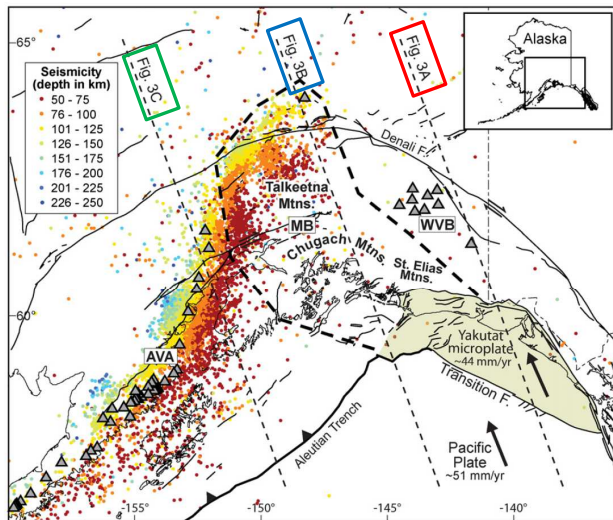 65°
Fig. 3C
Fig. 3B
Fig. 3A
Alaska
Seismicity
(depth in km)
50 - 75
76 - 100
101 - 125
126 - 150
151 - 175
176 - 200
201 - 225
226 - 250
Denali F.
Talkeetna
Mtns.
MB
WVB
Chugach Mtns.
St. Elias
Mtns.
60°
AVA
Yakutat
microplate
~44 mm/yr
Transition F.
Aleutian Trench
Pacific
Plate
~51 mm/yr
-155
-150
-145
-140